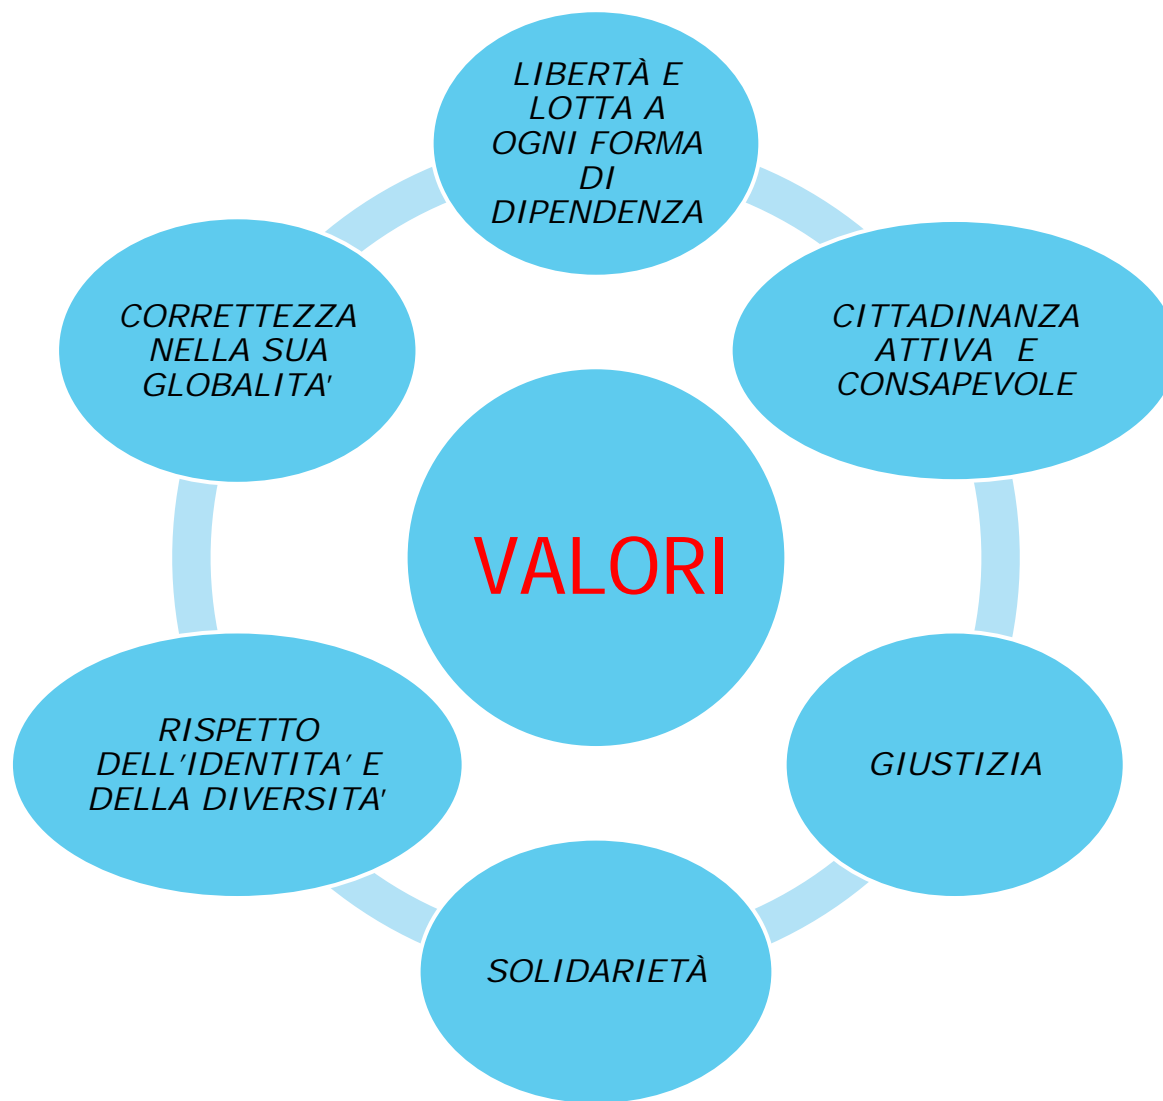 LIBERTÀ E
LOTTA A
OGNI FORMA
DI
DIPENDENZA
CITTADINANZA
ATTIVA E
CONSAPEVOLE
GIUSTIZIA
SOLIDARIETÀ
RISPETTO
DELL'IDENTITA' E
DELLA DIVERSITA'
CORRETTEZZA
NELLA SUA
GLOBALITA'
VALORI